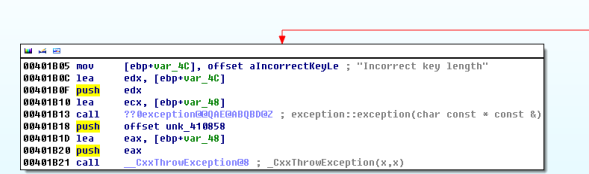 00401B05 mov [ebp+var_4C], offset aIncorrectKeyLe ; "Incorrect key length"
00401B0C lea edx, [ebp+var_4C]
00401B0F push edx
00401B10 lea ecx, [ebp+var_48]
00401B13 call ??0exception@@QAE@ABQBD@Z ; exception::exception(char const * const &)
00401B18 push offset unk_410858
00401B1D lea eax, [ebp+var_48]
00401B20 push eax
00401B21 call __CxxThrowException@8 ; _CxxThrowException(x,x)